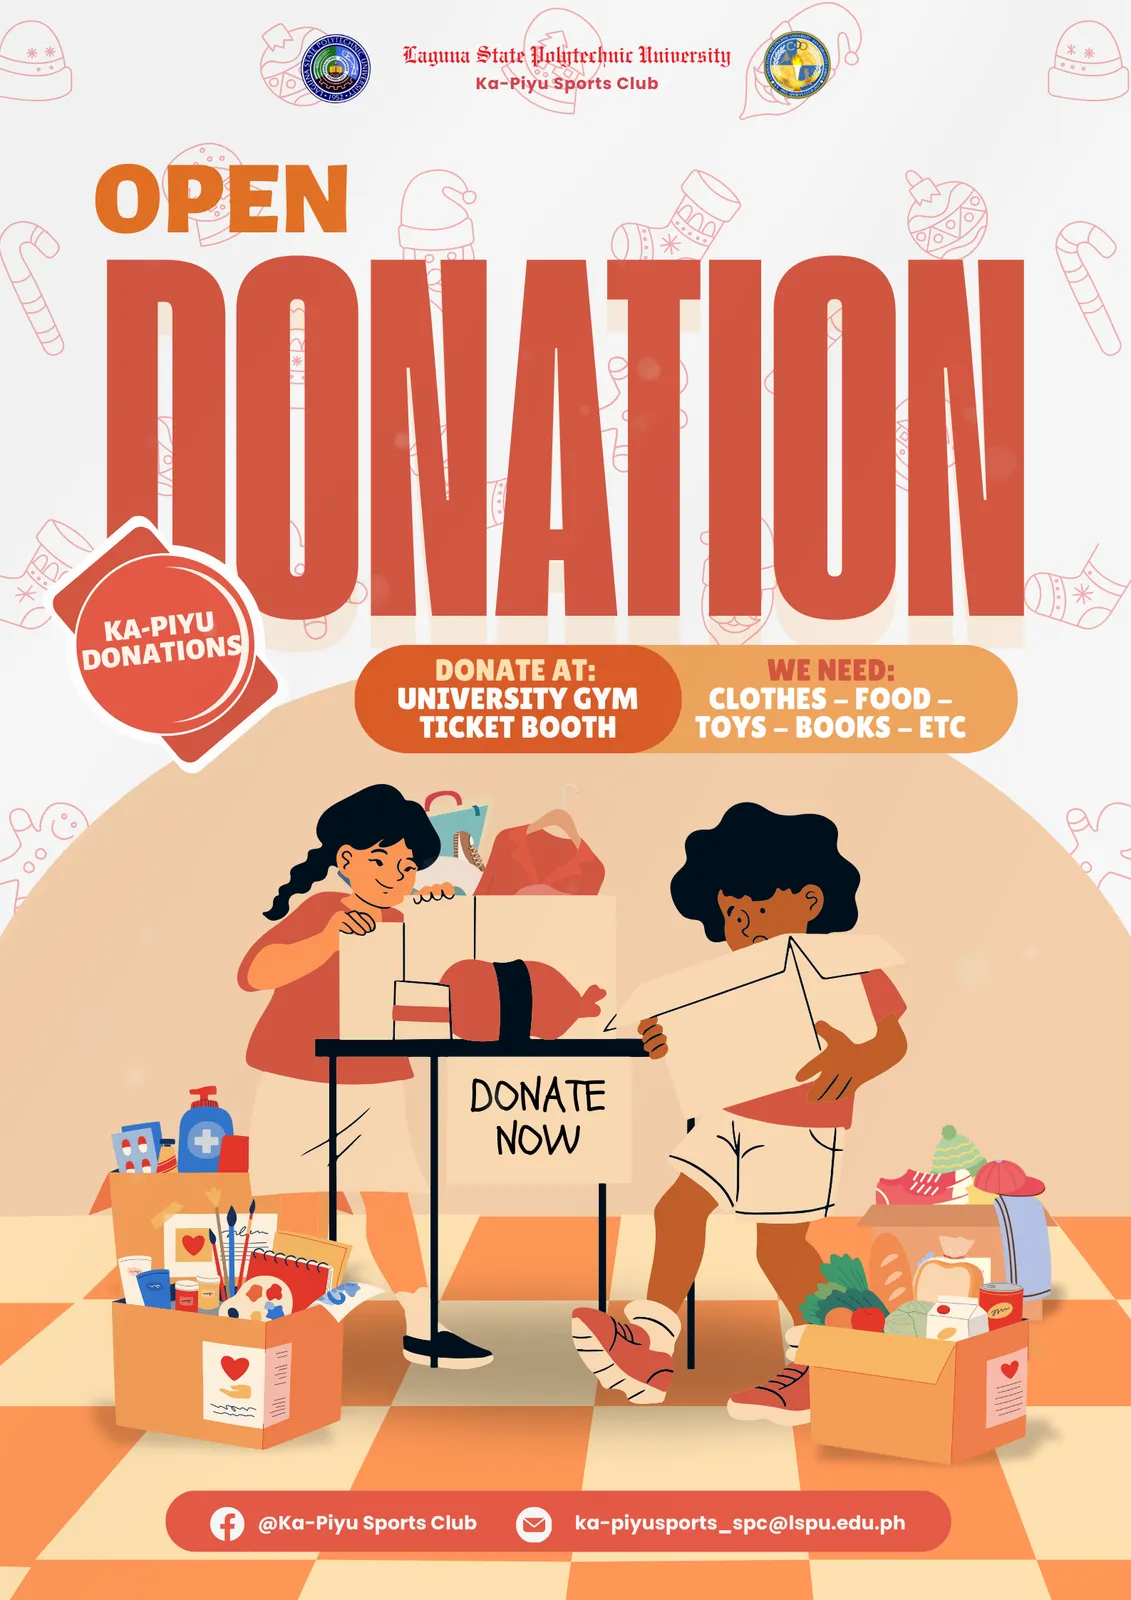 Laguna State Polytechnic University
Ka-Piyu Sports Club
OPEN
DONATION
KA-PIYU
DONATIONS
DONATE AT:
UNIVERSITY GYM
TICKET BOOTH
WE NEED:
CLOTHES – FOOD –
TOYS – BOOKS – ETC
DONATE
NOW
@Ka-Piyu Sports Club
ka-piyusports_spc@lspu.edu.ph